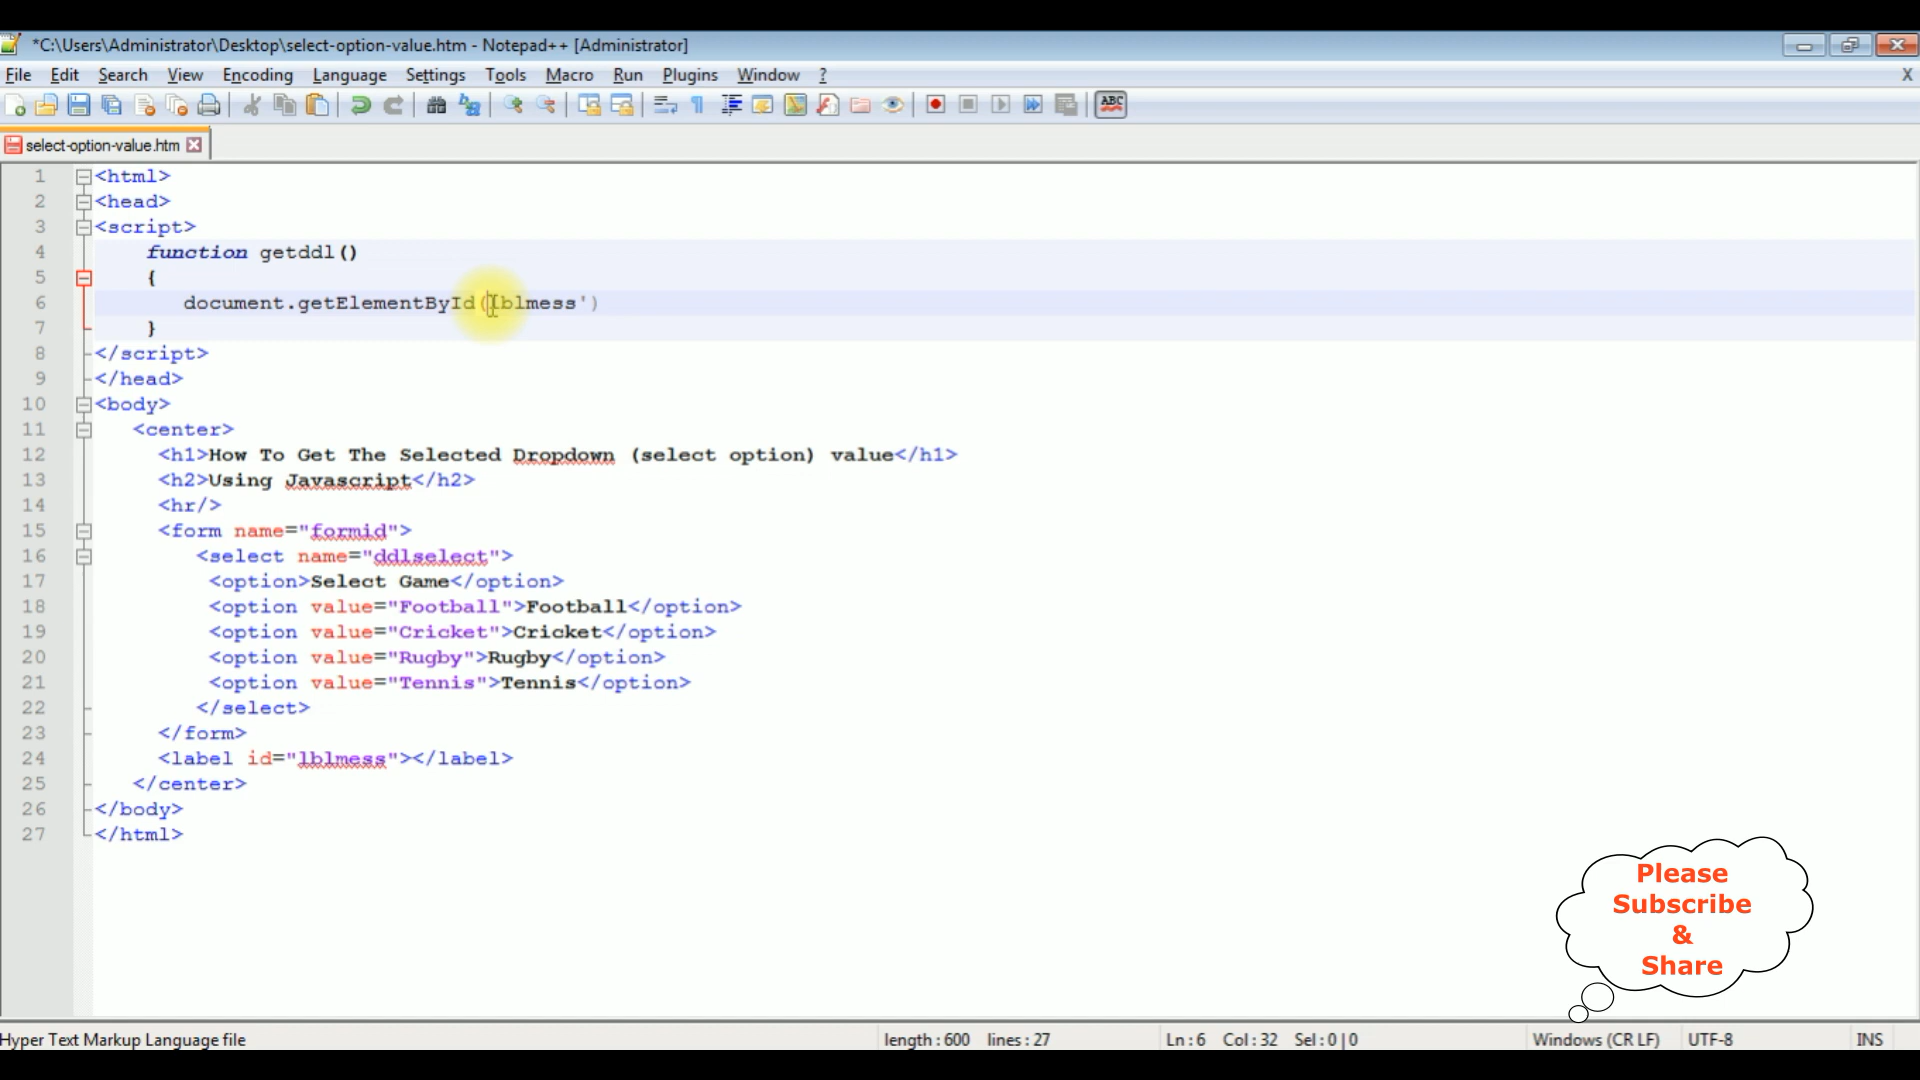 *C:\Users\Administrator\Desktop\select-option-value.htm - Notepad++ [Administrator]
File Edit Search View Encoding Language Settings Tools Macro Run Plugins Window ? X
ABC
select-option-value.htm
1 <html>
2 <head>
3 <script>
4 function getddl()
5 {
6 document.getElementById(lblmess')
7 }
8 </script>
9 </head>
10 <body>
11 <center>
12 <h1>How To Get The Selected Dropdown (select option) value</h1>
13 <h2>Using Javascript</h2>
14 <hr/>
15 <form name="formid">
16 <select name="ddlselect">
17 <option>Select Game</option>
18 <option value="Football">Football</option>
19 <option value="Cricket">Cricket</option>
20 <option value="Rugby">Rugby</option>
21 <option value="Tennis">Tennis</option>
22 </select>
23 </form>
24 <label id="lblmess"></label>
25 </center>
26 </body>
27 </html>
Please
Subscribe
&
Share
Hyper Text Markup Language file length : 600 lines : 27 Ln : 6 Col : 32 Sel : 0 | 0 Windows (CR LF) UTF-8 INS